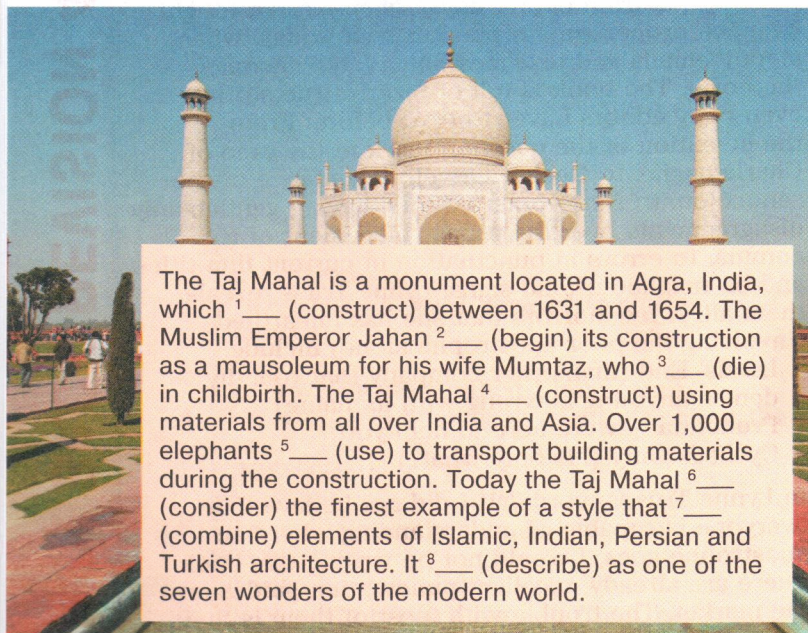 The Taj Mahal is a monument located in Agra, India,
which ¹___ (construct) between 1631 and 1654. The
Muslim Emperor Jahan ²___ (begin) its construction
as a mausoleum for his wife Mumtaz, who ³___ (die)
in childbirth. The Taj Mahal ⁴___ (construct) using
materials from all over India and Asia. Over 1,000
elephants ⁵___ (use) to transport building materials
during the construction. Today the Taj Mahal ⁶___
(consider) the finest example of a style that ⁷___
(combine) elements of Islamic, Indian, Persian and
Turkish architecture. It ⁸___ (describe) as one of the
seven wonders of the modern world.